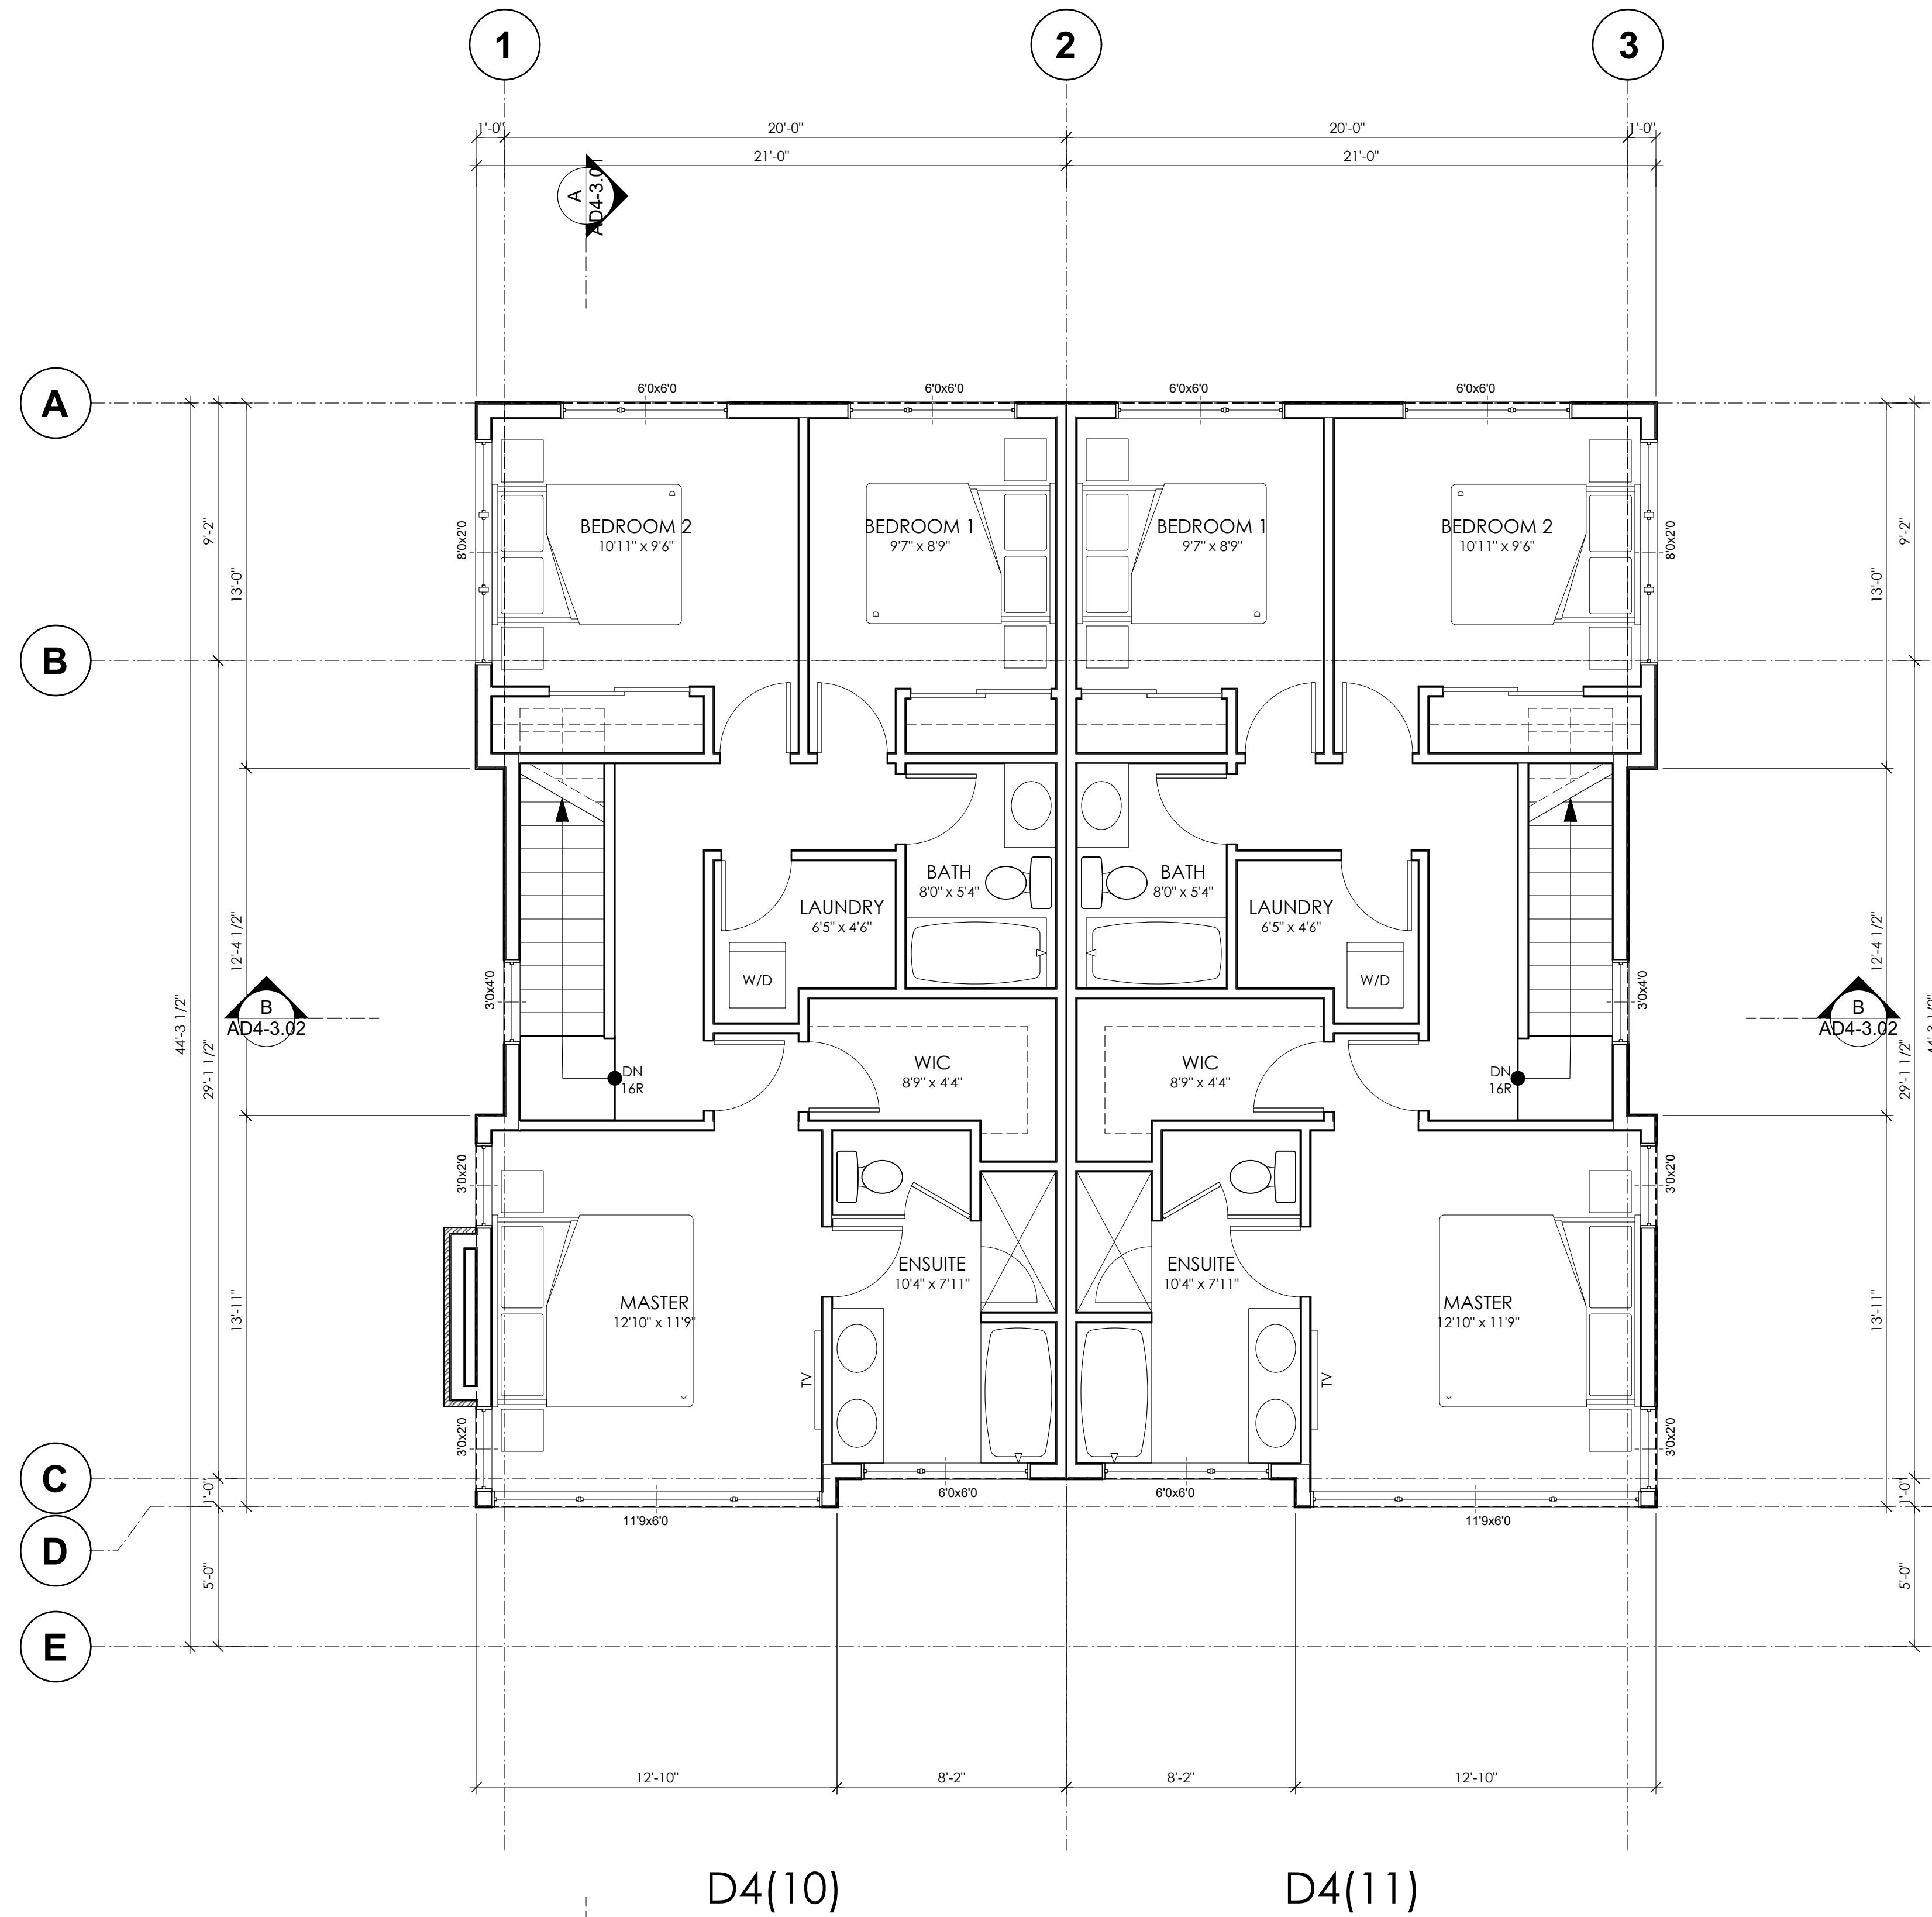 1
2
3
1'-0"
20'-0"
20'-0"
1'-0"
21'-0"
21'-0"
A
AD4-3.01
A
6'0x6'0
6'0x6'0
6'0x6'0
6'0x6'0
9'-2"
13'-0"
8'0x2'0
BEDROOM 2
10'11" x 9'6"
D
BEDROOM 1
9'7" x 8'9"
D
BEDROOM 1
9'7" x 8'9"
D
BEDROOM 2
10'11" x 9'6"
D
8'0x2'0
13'-0"
9'-2"
B
BATH
8'0" x 5'4"
BATH
8'0" x 5'4"
LAUNDRY
6'5" x 4'6"
LAUNDRY
6'5" x 4'6"
W/D
W/D
12'-4 1/2"
12'-4 1/2"
3'0x4'0
3'0x4'0
44'-3 1/2"
29'-1 1/2"
44'-3 1/2"
29'-1 1/2"
B
AD4-3.02
B
AD4-3.02
DN
16R
WIC
8'9" x 4'4"
WIC
8'9" x 4'4"
DN
16R
3'0x2'0
3'0x2'0
ENSUITE
10'4" x 7'11"
ENSUITE
10'4" x 7'11"
MASTER
12'10" x 11'9"
MASTER
12'10" x 11'9"
13'-11"
13'-11"
TV
TV
K
K
3'0x2'0
3'0x2'0
C
1'-0"
1'-0"
6'0x6'0
6'0x6'0
11'9x6'0
11'9x6'0
D
5'-0"
5'-0"
E
12'-10"
8'-2"
8'-2"
12'-10"
D4(10)
D4(11)